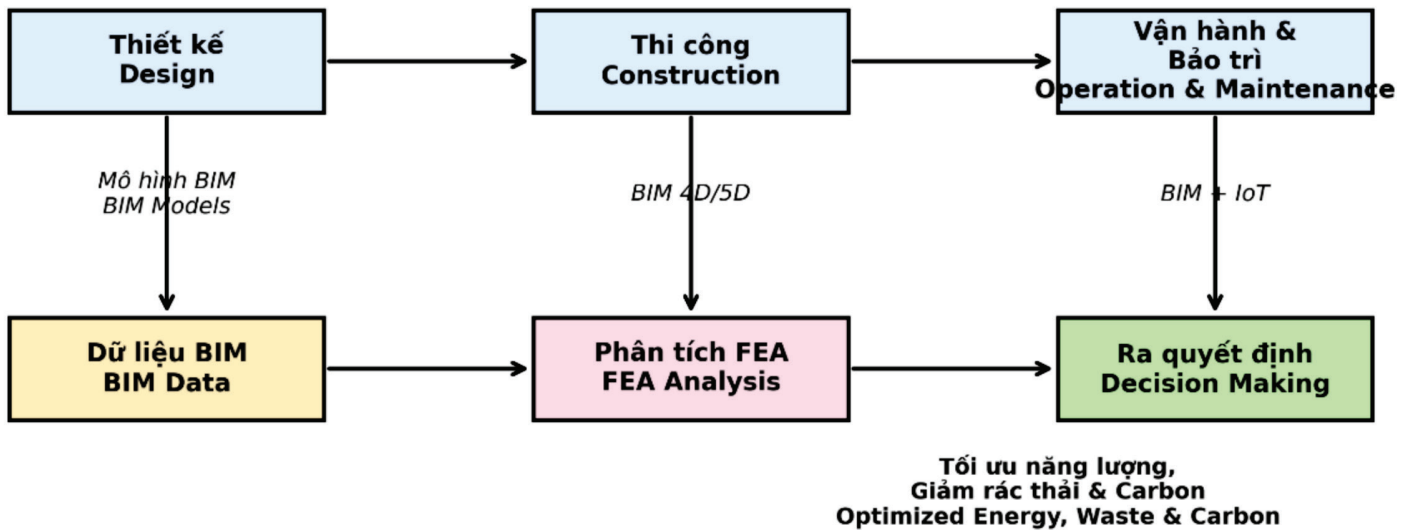 Thiết kế
Design
Thi công
Construction
Vận hành &
Bảo trì
Operation & Maintenance
Mô hình BIM
BIM Models
BIM 4D/5D
BIM + IoT
Dữ liệu BIM
BIM Data
Phân tích FEA
FEA Analysis
Ra quyết định
Decision Making
Tối ưu năng lượng,
Giảm rác thải & Carbon
Optimized Energy, Waste & Carbon